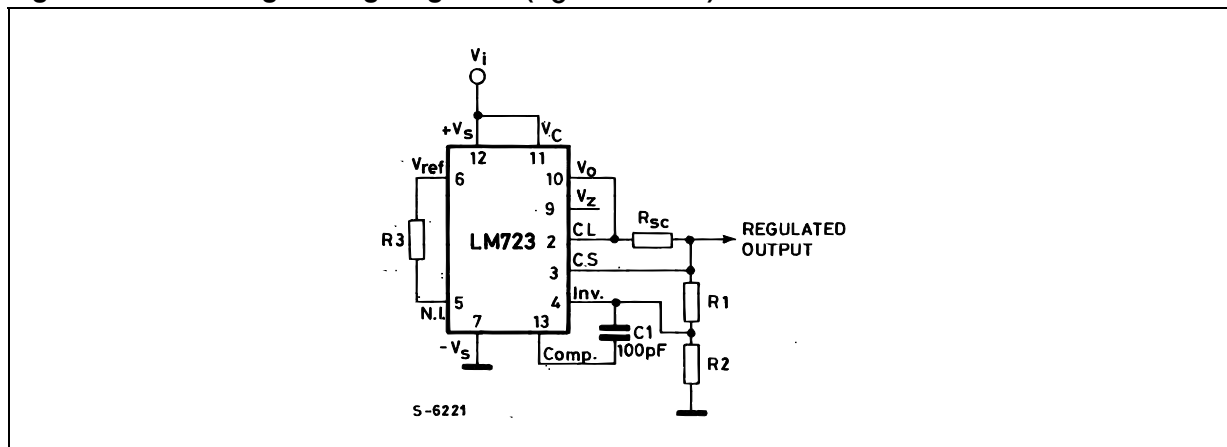 Vi
+Vs
VC
12
11
Vref
6
10
Vo
9
Vz
R3
LM723
2
CL
Rsc
REGULATED
OUTPUT
3
CS
N.I.
5
4
Inv.
R1
7
13
C1
100pF
-Vs
Comp.
R2
S-6221